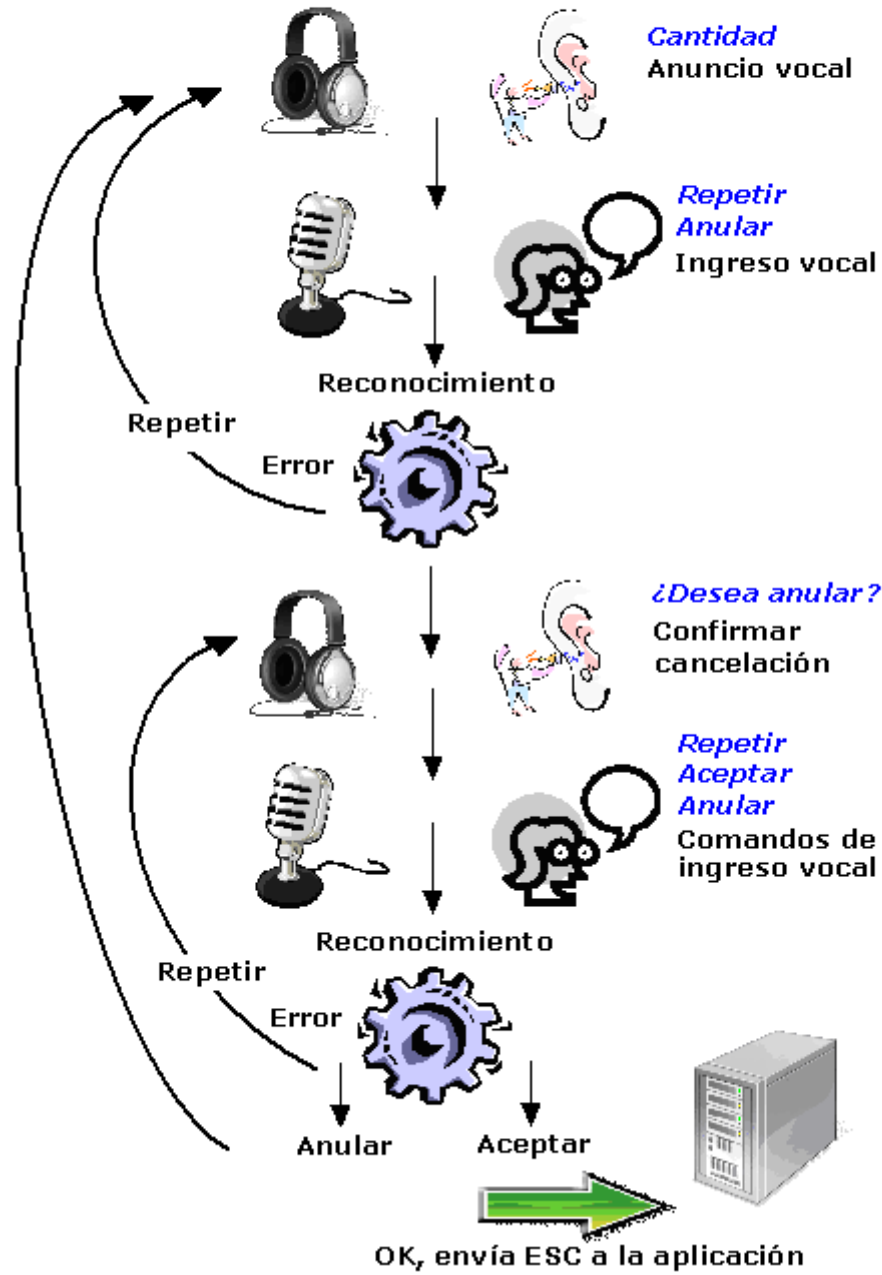 Cantidad
Anuncio vocal
Repetir
Anular
Ingreso vocal
Reconocimiento
Repetir
Error
¿Desea anular?
Confirmar
cancelación
Repetir
Aceptar
Anular
Comandos de
ingreso vocal
Reconocimiento
Repetir
Error
Anular
Aceptar
OK, envía ESC a la aplicación